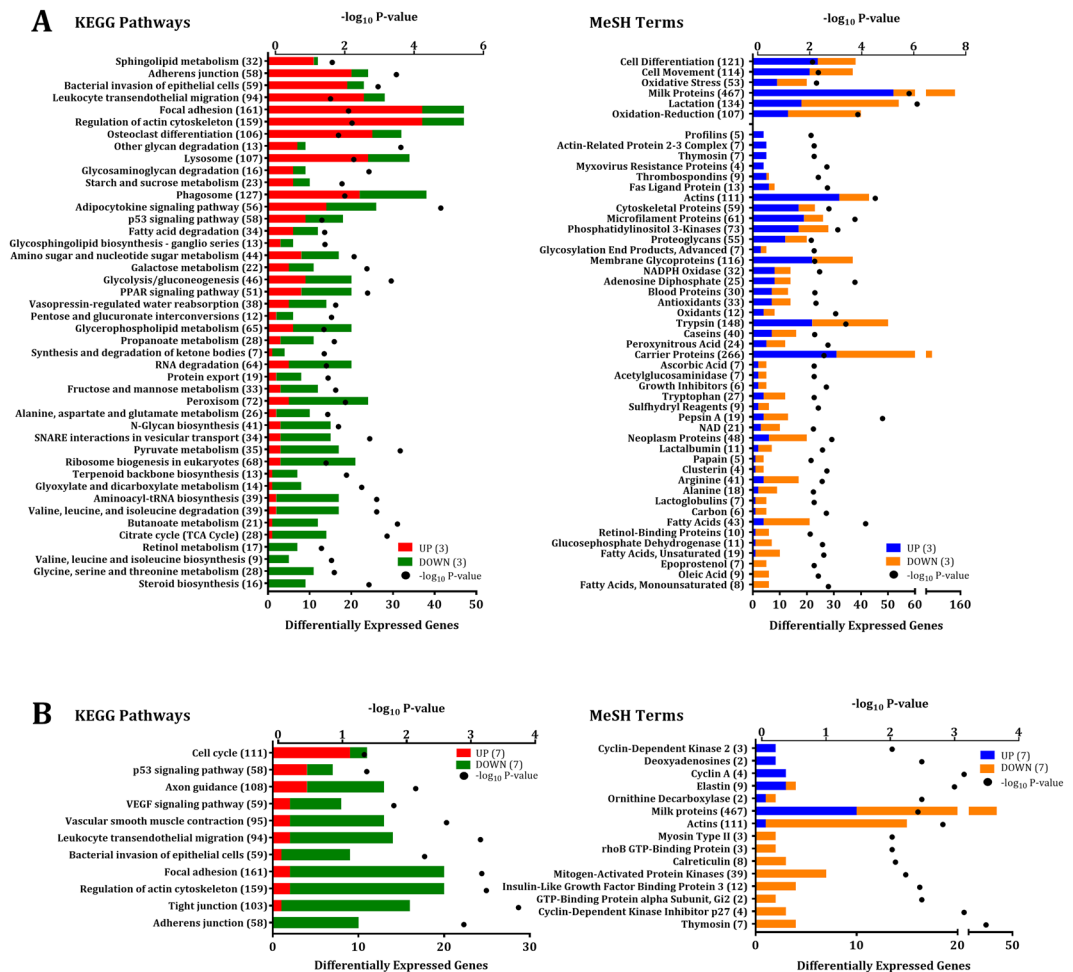 A
KEGG Pathways
-log10 P-value
0 2 4 6
Sphingolipid metabolism (32)
Adherens junction (58)
Bacterial invasion of epithelial cells (59)
Leukocyte transendothelial migration (94)
Focal adhesion (161)
Regulation of actin cytoskeleton (159)
Osteoclast differentiation (106)
Other glycan degradation (13)
Lysosome (107)
Glycosaminoglycan degradation (16)
Starch and sucrose metabolism (23)
Phagosome (127)
Adipocytokine signaling pathway (56)
p53 signaling pathway (58)
Fatty acid degradation (34)
Glycosphingolipid biosynthesis - ganglio series (13)
Amino sugar and nucleotide sugar metabolism (44)
Galactose metabolism (22)
Glycolysis/gluconeogenesis (46)
PPAR signaling pathway (51)
Vasopressin-regulated water reabsorption (38)
Pentose and glucuronate interconversions (12)
Glycerophospholipid metabolism (65)
Propanoate metabolism (28)
Synthesis and degradation of ketone bodies (7)
RNA degradation (64)
Protein export (19)
Fructose and mannose metabolism (33)
Peroxisom (72)
Alanine, aspartate and glutamate metabolism (26)
N-Glycan biosynthesis (41)
SNARE interactions in vesicular transport (34)
Pyruvate metabolism (35)
Ribosome biogenesis in eukaryotes (68)
Terpenoid backbone biosynthesis (13)
Glyoxylate and dicarboxylate metabolism (14)
Aminoacyl-tRNA biosynthesis (39)
Valine, leucine, and isoleucine degradation (39)
Butanoate metabolism (21)
Citrate cycle (TCA Cycle) (28)
Retinol metabolism (17)
Valine, leucine and isoleucine biosynthesis (9)
Glycine, serine and threonine metabolism (28)
Steroid biosynthesis (16)
UP (3)
DOWN (3)
-log10 P-value
0 10 20 30 40 50
Differentially Expressed Genes
MeSH Terms
-log10 P-value
0 2 4 6 8
Cell Differentiation (121)
Cell Movement (114)
Oxidative Stress (53)
Milk Proteins (467)
Lactation (134)
Oxidation-Reduction (107)
Profilins (5)
Actin-Related Protein 2-3 Complex (7)
Thymosin (7)
Myxovirus Resistance Proteins (4)
Thrombospondins (9)
Fas Ligand Protein (13)
Actins (111)
Cytoskeletal Proteins (59)
Microfilament Proteins (61)
Phosphatidylinositol 3-Kinases (73)
Proteoglycans (55)
Glycosylation End Products, Advanced (7)
Membrane Glycoproteins (116)
NADPH Oxidase (32)
Adenosine Diphosphate (25)
Blood Proteins (30)
Antioxidants (33)
Oxidants (12)
Trypsin (148)
Caseins (40)
Peroxynitrous Acid (24)
Carrier Proteins (266)
Ascorbic Acid (7)
Acetylglucosaminidase (7)
Growth Inhibitors (6)
Tryptophan (27)
Sulfhydryl Reagents (9)
Pepsin A (19)
NAD (21)
Neoplasm Proteins (48)
Lactalbumin (11)
Papain (5)
Clusterin (4)
Arginine (41)
Alanine (18)
Lactoglobulins (7)
Carbon (6)
Fatty Acids (43)
Retinol-Binding Proteins (10)
Glucosephosphate Dehydrogenase (11)
Fatty Acids, Unsaturated (19)
Epoprostenol (7)
Oleic Acid (9)
Fatty Acids, Monounsaturated (8)
UP (3)
DOWN (3)
-log10 P-value
0 10 20 30 40 50 60 160
Differentially Expressed Genes
B
KEGG Pathways
-log10 P-value
0 1 2 3 4
Cell cycle (111)
p53 signaling pathway (58)
Axon guidance (108)
VEGF signaling pathway (59)
Vascular smooth muscle contraction (95)
Leukocyte transendothelial migration (94)
Bacterial invasion of epithelial cells (59)
Focal adhesion (161)
Regulation of actin cytoskeleton (159)
Tight junction (103)
Adherens junction (58)
UP (7)
DOWN (7)
-log10 P-value
0 10 20 30
Differentially Expressed Genes
MeSH Terms
-log10 P-value
0 1 2 3 4
Cyclin-Dependent Kinase 2 (3)
Deoxyadenosines (2)
Cyclin A (4)
Elastin (9)
Ornithine Decarboxylase (2)
Milk proteins (467)
Actins (111)
Myosin Type II (3)
rhoB GTP-Binding Protein (3)
Calreticulin (8)
Mitogen-Activated Protein Kinases (39)
Insulin-Like Growth Factor Binding Protein 3 (12)
GTP-Binding Protein alpha Subunit, Gi2 (2)
Cyclin-Dependent Kinase Inhibitor p27 (4)
Thymosin (7)
UP (7)
DOWN (7)
-log10 P-value
0 10 20 50
Differentially Expressed Genes